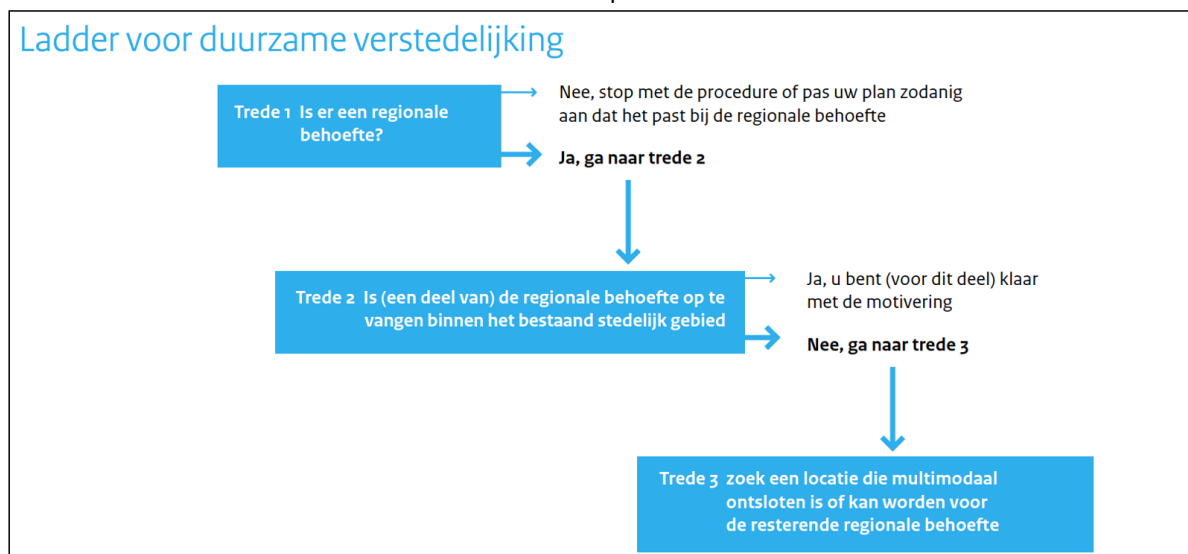 Ladder voor duurzame verstedelijking
Trede 1 Is er een regionale
behoefte?
Nee, stop met de procedure of pas uw plan zodanig
aan dat het past bij de regionale behoefte
Ja, ga naar trede 2
Trede 2 Is (een deel van) de regionale behoefte op te
vangen binnen het bestaand stedelijk gebied
Ja, u bent (voor dit deel) klaar
met de motivering
Nee, ga naar trede 3
Trede 3 zoek een locatie die multimodaal
ontsloten is of kan worden voor
de resterende regionale behoefte